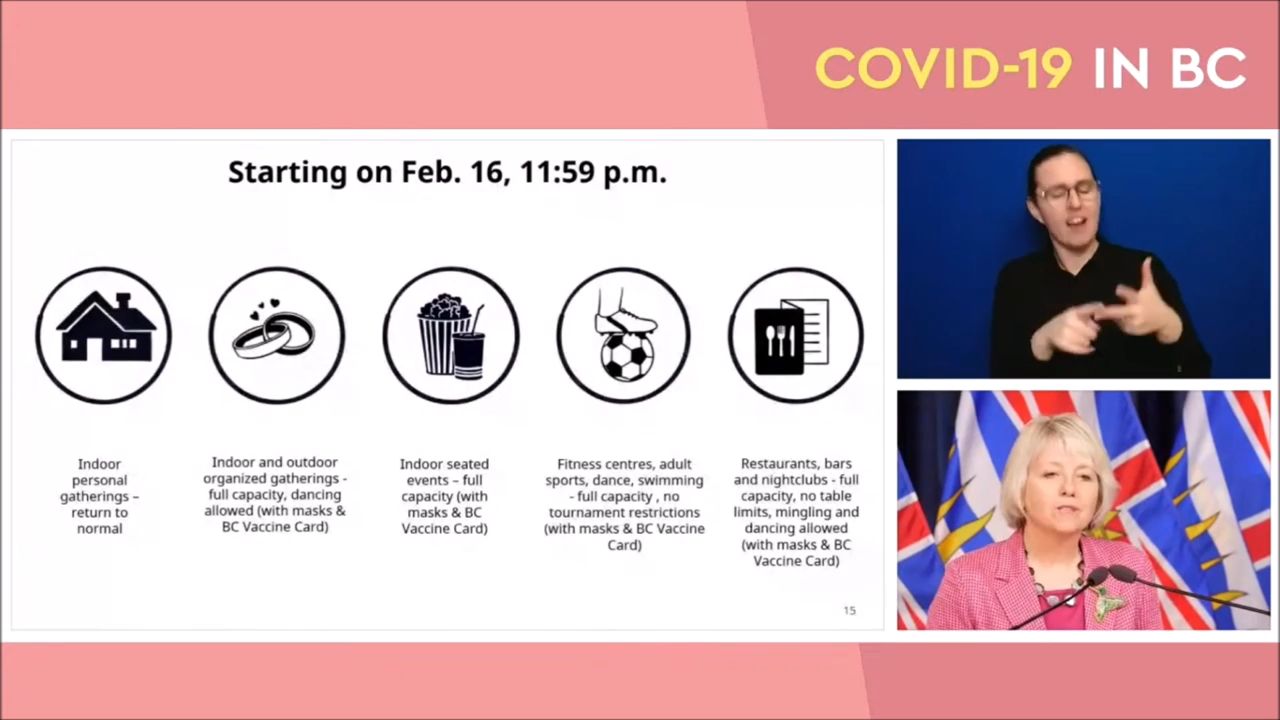 COVID-19 IN BC
Starting on Feb. 16, 11:59 p.m.
Indoor
personal
gatherings –
return to
normal
Indoor and outdoor
organized gatherings -
full capacity, dancing
allowed (with masks &
BC Vaccine Card)
Indoor seated
events – full
capacity (with
masks & BC
Vaccine Card)
Fitness centres, adult
sports, dance, swimming
- full capacity , no
tournament restrictions
(with masks & BC Vaccine
Card)
Restaurants, bars
and nightclubs - full
capacity, no table
limits, mingling and
dancing allowed
(with masks & BC
Vaccine Card)
15